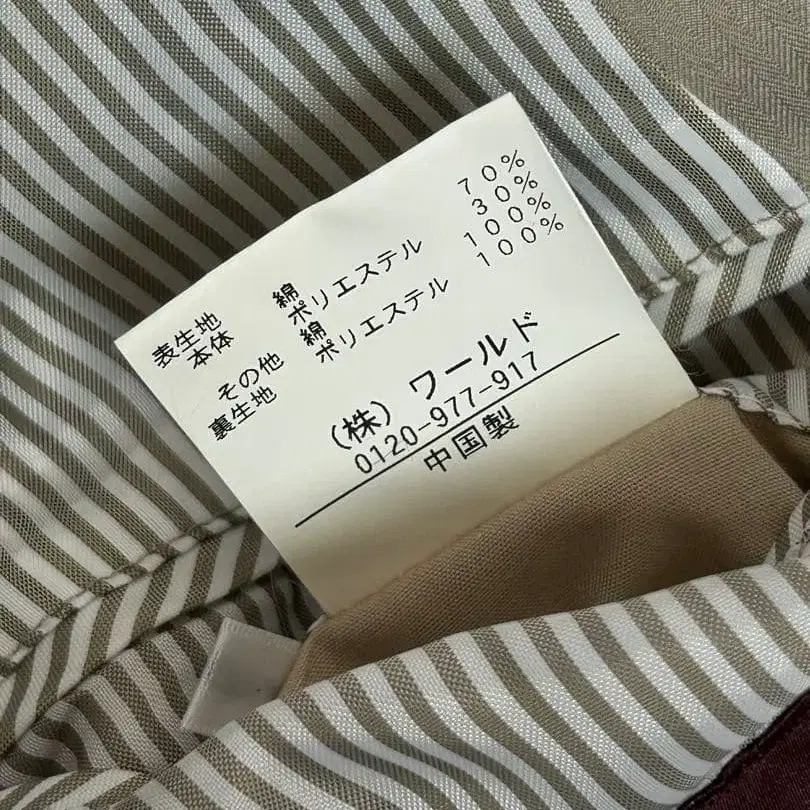 表生地
本体 綿 70%
ポリエステル 30%
その他 綿 100%
裏生地 ポリエステル 100%
(株) ワールド
0120-977-917
中国製